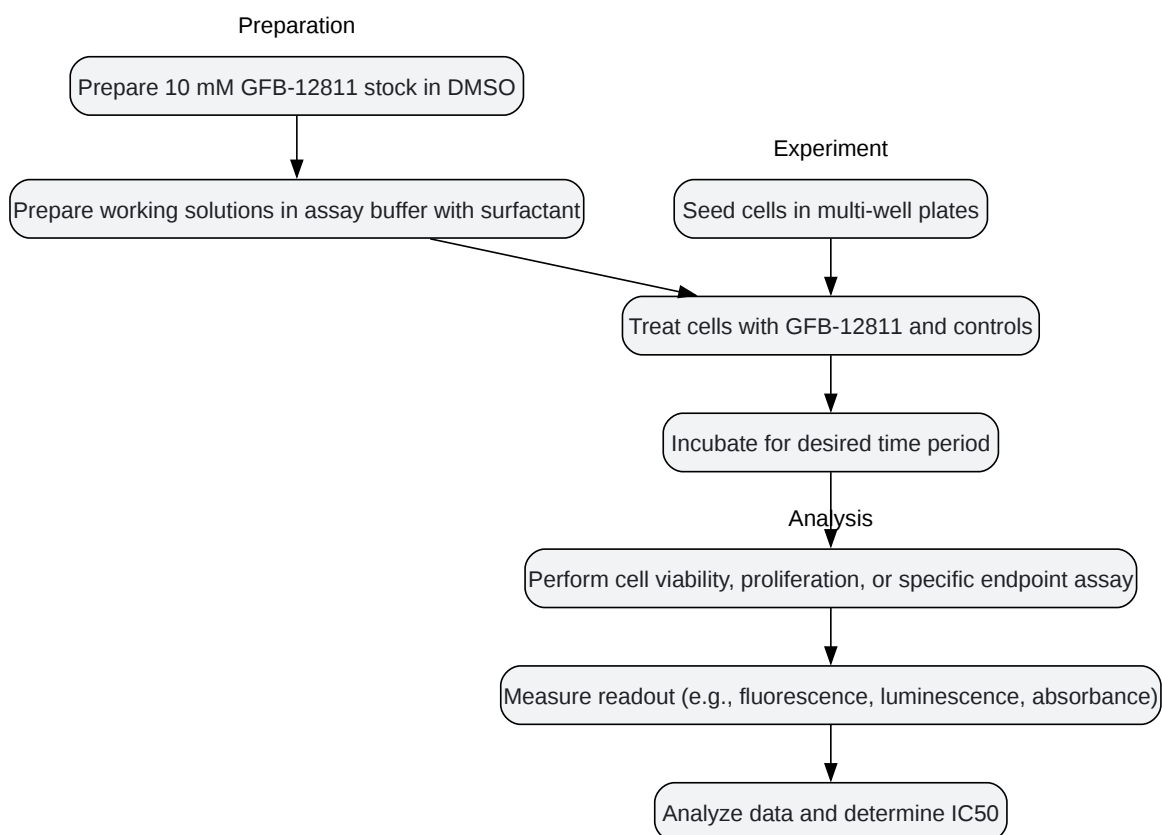 Preparation
Prepare 10 mM GFB-12811 stock in DMSO
Prepare working solutions in assay buffer with surfactant
Experiment
Seed cells in multi-well plates
Treat cells with GFB-12811 and controls
Incubate for desired time period
Analysis
Perform cell viability, proliferation, or specific endpoint assay
Measure readout (e.g., fluorescence, luminescence, absorbance)
Analyze data and determine IC50